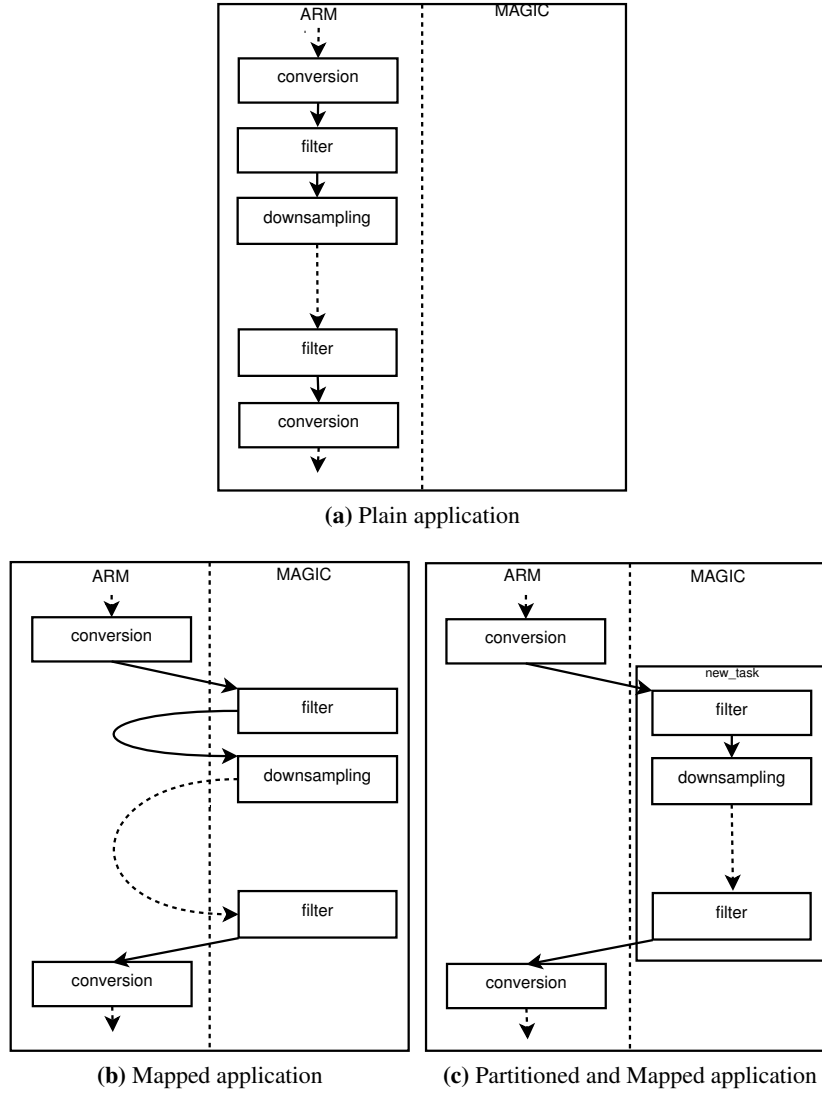 ARM MAGIC
conversion
filter
downsampling
filter
conversion
(a) Plain application
ARM MAGIC
conversion
filter
downsampling
filter
conversion
(b) Mapped application
ARM MAGIC
conversion
new_task
filter
downsampling
filter
conversion
(c) Partitioned and Mapped application